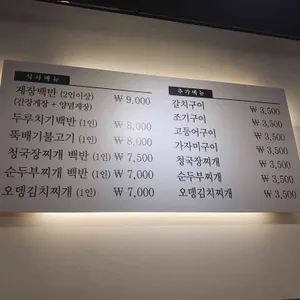 식사메뉴
게장백반 (2인이상) ₩ 9,000
(간장게장 + 양념게장)
두루치기백반 (1인) ₩ 8,000
뚝배기불고기 (1인) ₩ 8,000
청국장찌개 백반 (1인) ₩ 7,500
순두부찌개 백반 (1인) ₩ 7,000
오뎅김치찌개 (1인) ₩ 7,000
추가메뉴
갈치구이 ₩ 3,500
조기구이 ₩ 3,500
고등어구이 ₩ 3,500
가자미구이 ₩ 3,500
청국장찌개 ₩ 3,500
순두부찌개 ₩ 3,500
오뎅김치찌개 ₩ 3,500